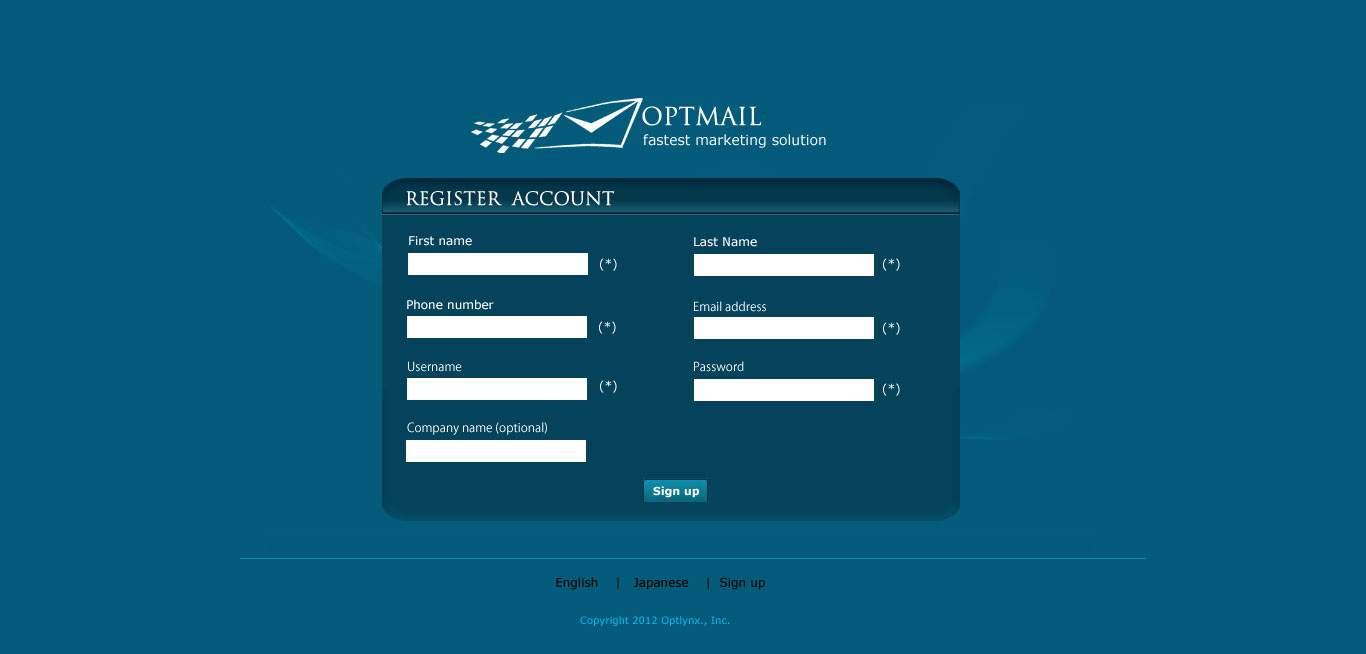 OPTMAIL
fastest marketing solution
REGISTER ACCOUNT
First name
(*)
Last Name
(*)
Phone number
(*)
Email address
(*)
Username
(*)
Password
(*)
Company name (optional)
Sign up
English | Japanese | Sign up
Copyright 2012 Optlynx., Inc.